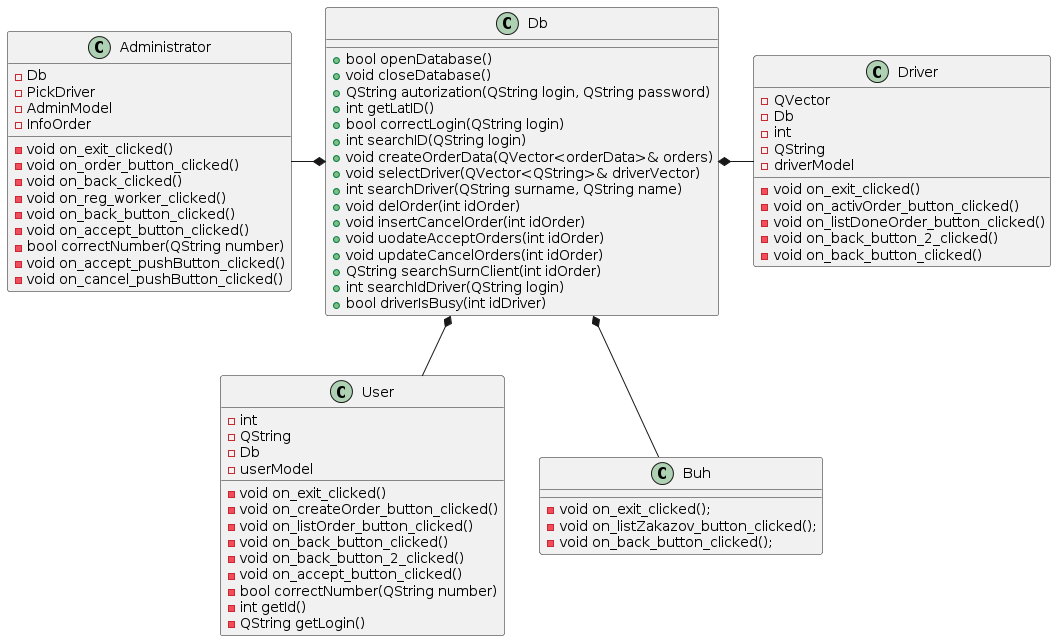 C Administrator
Db
PickDriver
AdminModel
InfoOrder
void on_exit_clicked()
void on_order_button_clicked()
void on_back_clicked()
void on_reg_worker_clicked()
void on_back_button_clicked()
void on_accept_button_clicked()
bool correctNumber(QString number)
void on_accept_pushButton_clicked()
void on_cancel_pushButton_clicked()
C Db
bool openDatabase()
void closeDatabase()
QString autorization(QString login, QString password)
int getLatID()
bool correctLogin(QString login)
int searchID(QString login)
void createOrderData(QVector<orderData>& orders)
void selectDriver(QVector<QString>& driverVector)
int searchDriver(QString surname, QString name)
void delOrder(int idOrder)
void insertCancelOrder(int idOrder)
void uodateAcceptOrders(int idOrder)
void updateCancelOrders(int idOrder)
QString searchSurnClient(int idOrder)
int searchIdDriver(QString login)
bool driverIsBusy(int idDriver)
C Driver
QVector
Db
int
QString
driverModel
void on_exit_clicked()
void on_activOrder_button_clicked()
void on_listDoneOrder_button_clicked()
void on_back_button_2_clicked()
void on_back_button_clicked()
C User
int
QString
Db
userModel
void on_exit_clicked()
void on_createOrder_button_clicked()
void on_listOrder_button_clicked()
void on_back_button_clicked()
void on_back_button_2_clicked()
void on_accept_button_clicked()
bool correctNumber(QString number)
int getId()
QString getLogin()
C Buh
void on_exit_clicked();
void on_listZakazov_button_clicked();
void on_back_button_clicked();